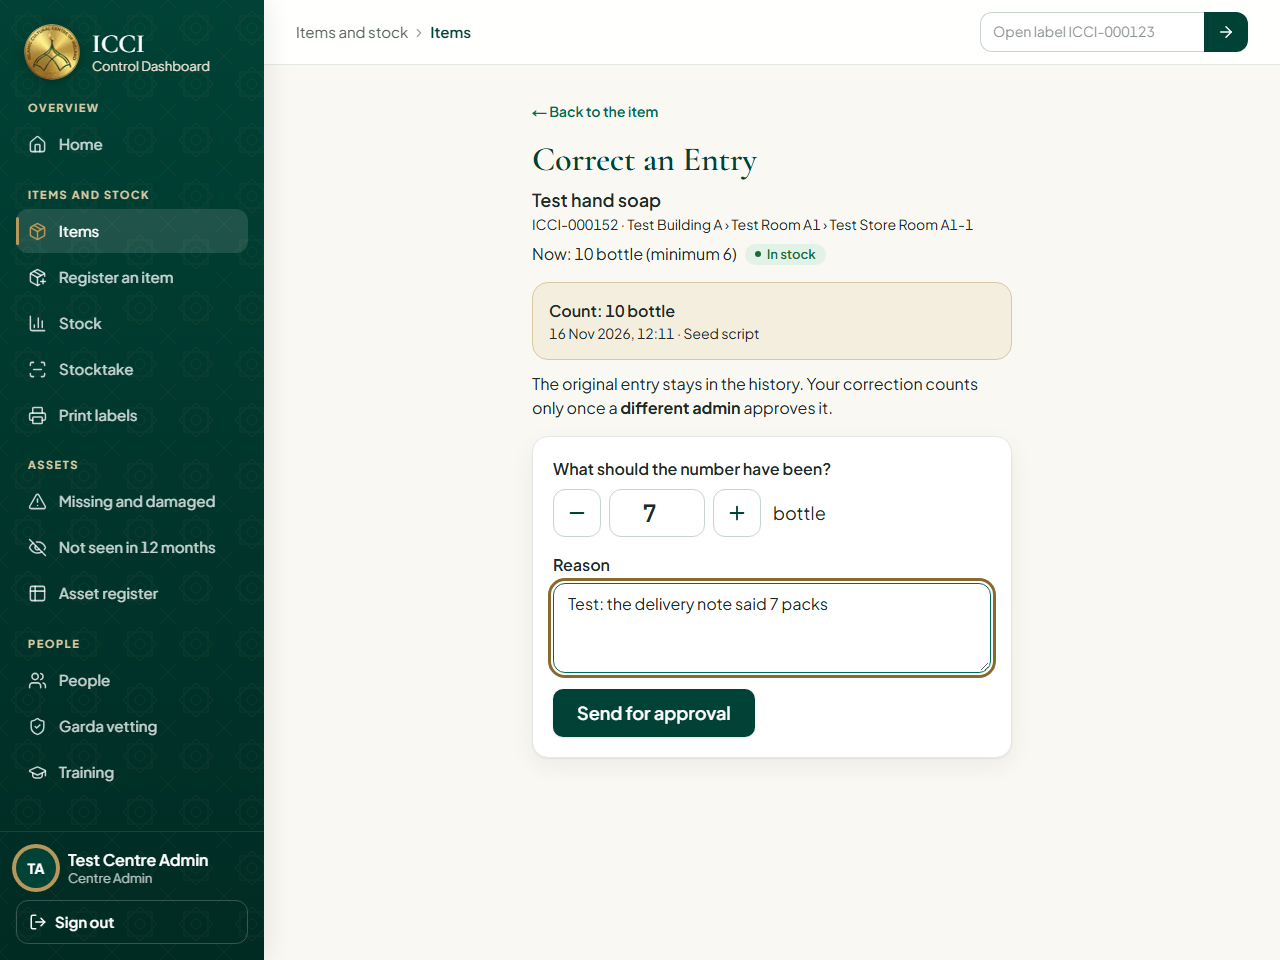 ICCI
Control Dashboard
OVERVIEW
Home
ITEMS AND STOCK
Items
Register an item
Stock
Stocktake
Print labels
ASSETS
Missing and damaged
Not seen in 12 months
Asset register
PEOPLE
People
Garda vetting
Training
TA
Test Centre Admin
Centre Admin
Sign out
Items and stock › Items
Open label ICCI-000123
← Back to the item
Correct an Entry
Test hand soap
ICCI-000152 · Test Building A › Test Room A1 › Test Store Room A1-1
Now: 10 bottle (minimum 6) In stock
Count: 10 bottle
16 Nov 2026, 12:11 · Seed script
The original entry stays in the history. Your correction counts
only once a different admin approves it.
What should the number have been?
− 7 + bottle
Reason
Test: the delivery note said 7 packs
Send for approval